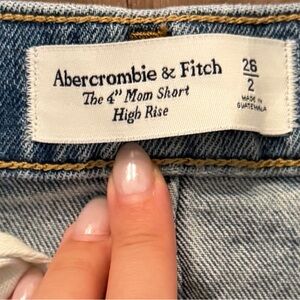 Abercrombie & Fitch
The 4" Mom Short
High Rise
26
2
MADE IN
GUATEMALA